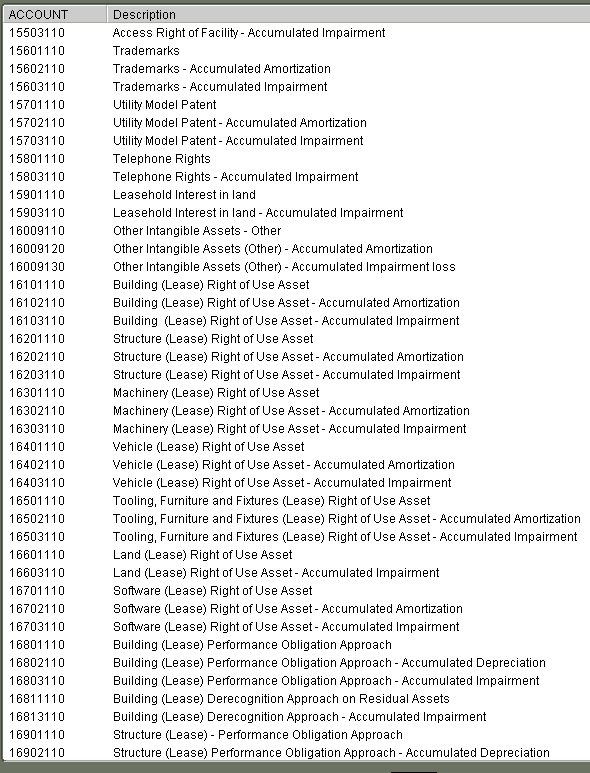 ACCOUNT Description
15503110 Access Right of Facility - Accumulated Impairment
15601110 Trademarks
15602110 Trademarks - Accumulated Amortization
15603110 Trademarks - Accumulated Impairment
15701110 Utility Model Patent
15702110 Utility Model Patent - Accumulated Amortization
15703110 Utility Model Patent - Accumulated Impairment
15801110 Telephone Rights
15803110 Telephone Rights - Accumulated Impairment
15901110 Leasehold Interest in land
15903110 Leasehold Interest in land - Accumulated Impairment
16009110 Other Intangible Assets - Other
16009120 Other Intangible Assets (Other) - Accumulated Amortization
16009130 Other Intangible Assets (Other) - Accumulated Impairment loss
16101110 Building (Lease) Right of Use Asset
16102110 Building (Lease) Right of Use Asset - Accumulated Amortization
16103110 Building (Lease) Right of Use Asset - Accumulated Impairment
16201110 Structure (Lease) Right of Use Asset
16202110 Structure (Lease) Right of Use Asset - Accumulated Amortization
16203110 Structure (Lease) Right of Use Asset - Accumulated Impairment
16301110 Machinery (Lease) Right of Use Asset
16302110 Machinery (Lease) Right of Use Asset - Accumulated Amortization
16303110 Machinery (Lease) Right of Use Asset - Accumulated Impairment
16401110 Vehicle (Lease) Right of Use Asset
16402110 Vehicle (Lease) Right of Use Asset - Accumulated Amortization
16403110 Vehicle (Lease) Right of Use Asset - Accumulated Impairment
16501110 Tooling, Furniture and Fixtures (Lease) Right of Use Asset
16502110 Tooling, Furniture and Fixtures (Lease) Right of Use Asset - Accumulated Amortization
16503110 Tooling, Furniture and Fixtures (Lease) Right of Use Asset - Accumulated Impairment
16601110 Land (Lease) Right of Use Asset
16603110 Land (Lease) Right of Use Asset - Accumulated Impairment
16701110 Software (Lease) Right of Use Asset
16702110 Software (Lease) Right of Use Asset - Accumulated Amortization
16703110 Software (Lease) Right of Use Asset - Accumulated Impairment
16801110 Building (Lease) Performance Obligation Approach
16802110 Building (Lease) Performance Obligation Approach - Accumulated Depreciation
16803110 Building (Lease) Performance Obligation Approach - Accumulated Impairment
16811110 Building (Lease) Derecognition Approach on Residual Assets
16813110 Building (Lease) Derecognition Approach - Accumulated Impairment
16901110 Structure (Lease) - Performance Obligation Approach
16902110 Structure (Lease) Performance Obligation Approach - Accumulated Depreciation